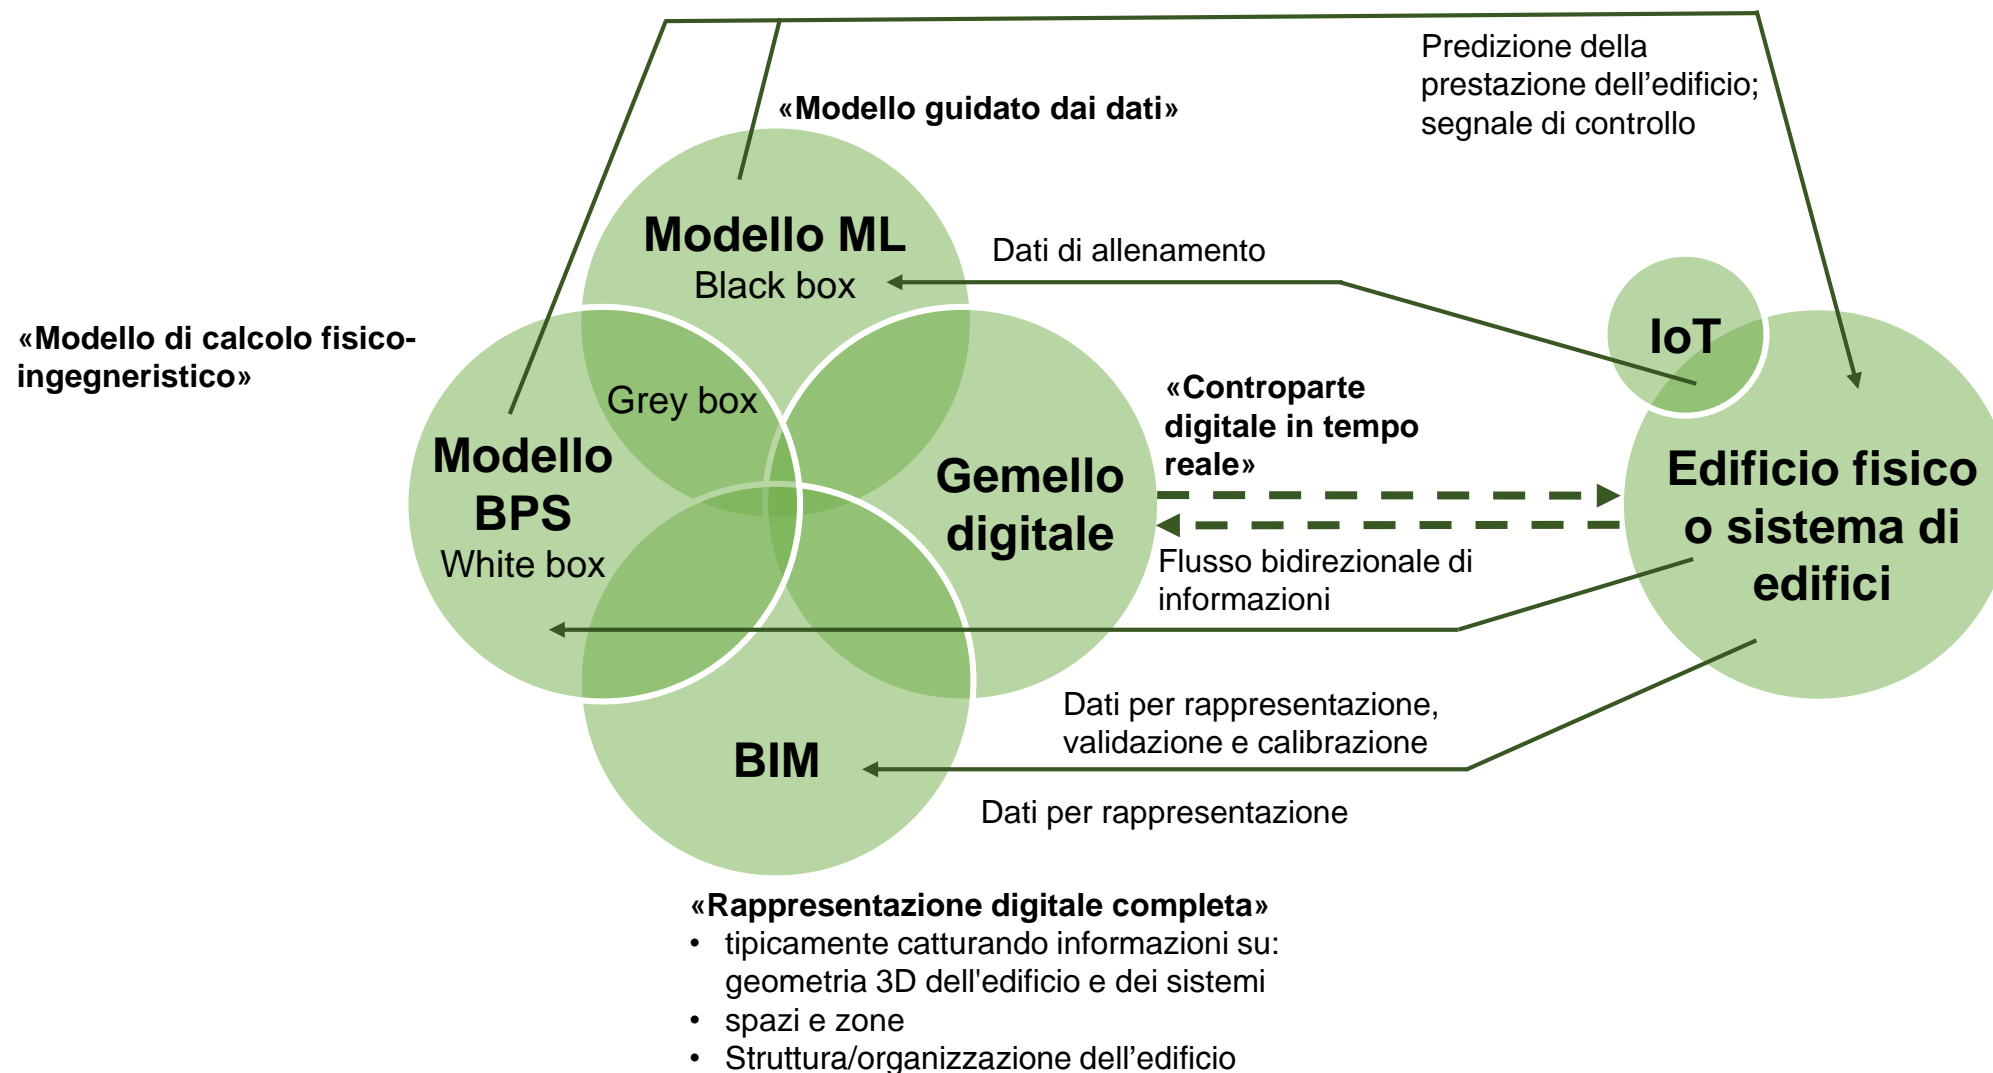 Predizione della
prestazione dell’edificio;
segnale di controllo
«Modello guidato dai dati»
Modello ML
Black box
Dati di allenamento
IoT
«Modello di calcolo fisico-
ingegneristico»
Grey box
«Controparte
digitale in tempo
reale»
Modello
BPS
White box
Gemello
digitale
Edificio fisico
o sistema di
edifici
Flusso bidirezionale di
informazioni
Dati per rappresentazione,
validazione e calibrazione
BIM
Dati per rappresentazione
«Rappresentazione digitale completa»
• tipicamente catturando informazioni su:
geometria 3D dell'edificio e dei sistemi
• spazi e zone
• Struttura/organizzazione dell’edificio